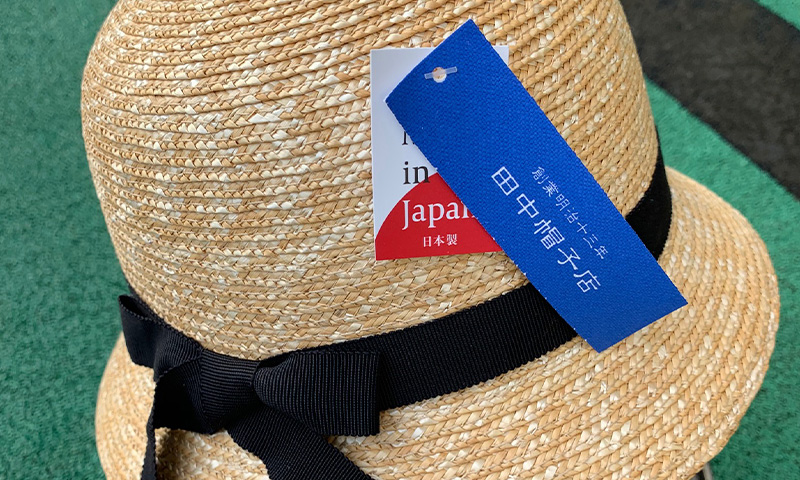 in
Japan
日本製
創業明治十三年
田中帽子店